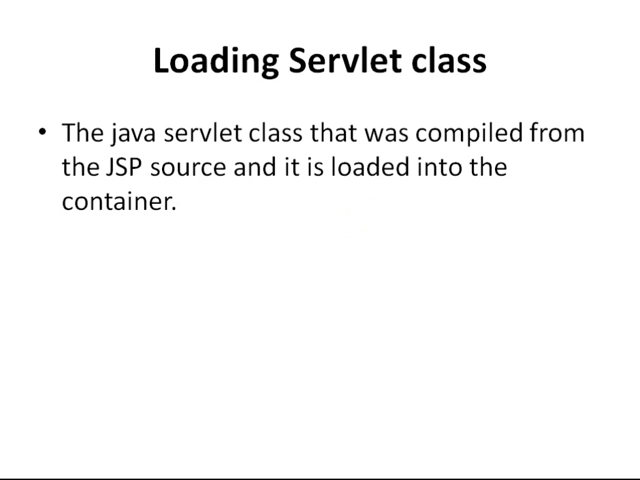 Loading Servlet class
• The java servlet class that was compiled from
the JSP source and it is loaded into the
container.